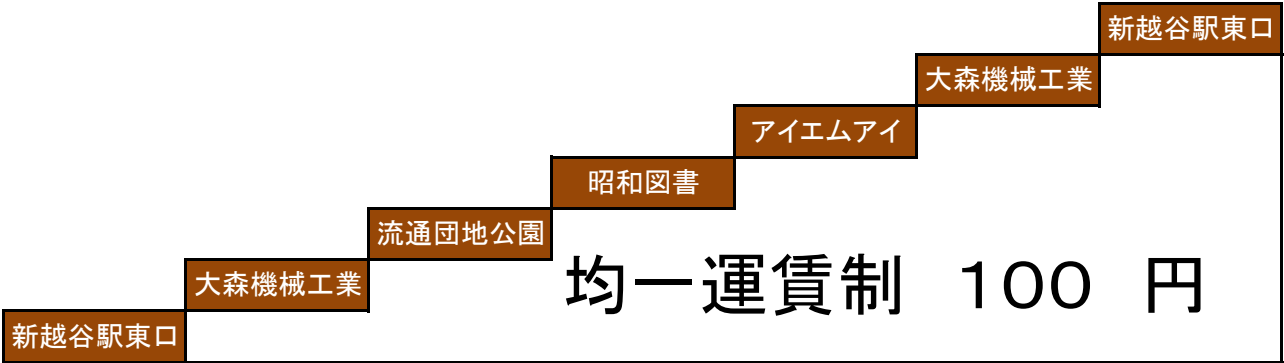 新越谷駅東口
大森機械工業
アイエムアイ
昭和図書
流通団地公園
均一運賃制　１００　円
大森機械工業
新越谷駅東口